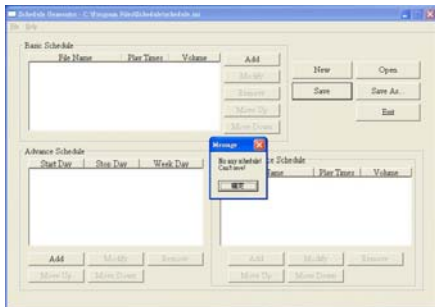 Schedule Generator - C:\Program Files\Schedule\schedule.ini
File Help
Basic Schedule
File Name Play Times Volume
Add
Modify
Remove
Move Up
Move Down
New Open
Save Save As..
Exit
Advance Schedule
Start Day Stop Day Week Day
Add Modify Remove
Move Up Move Down
Message
No any schedule!
Can't save!
確定
Schedule
Name Play Times Volume
Add Modify Remove
Move Up Move Down